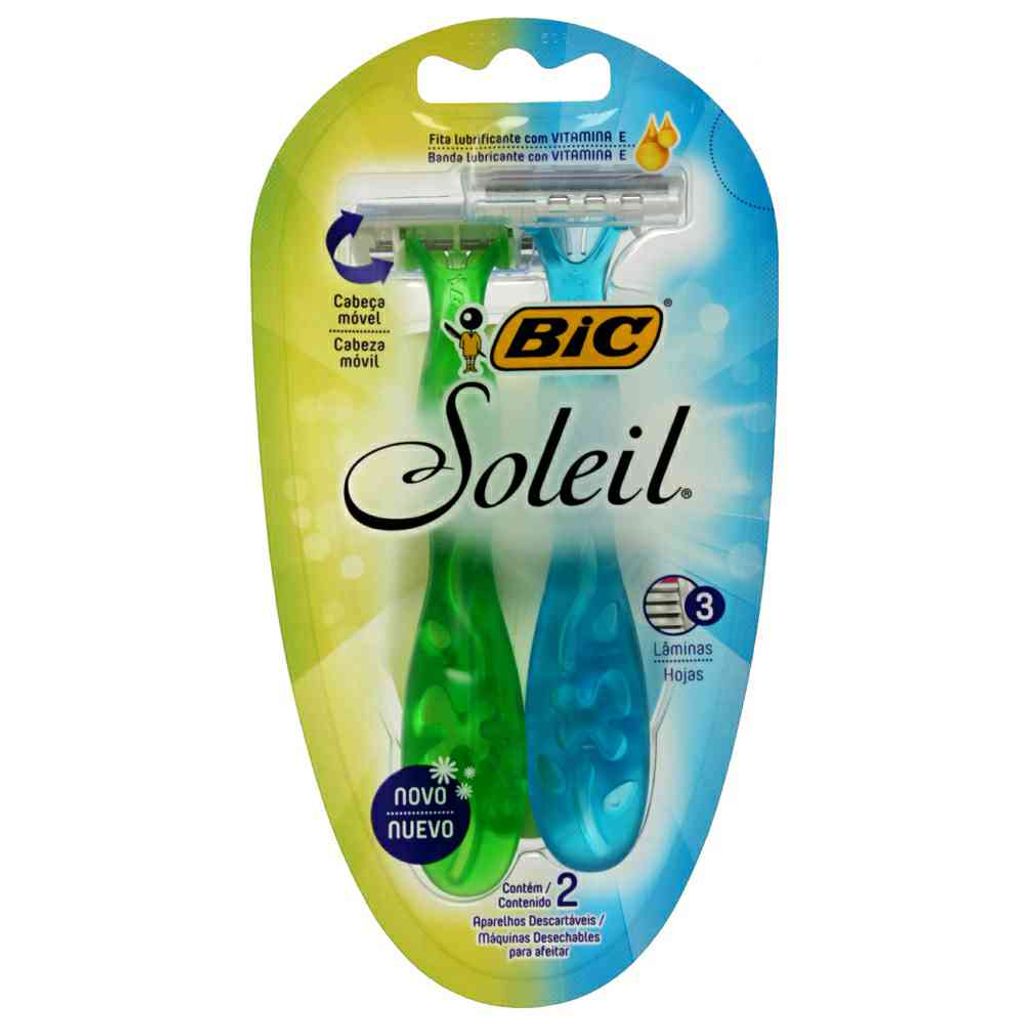 Fita lubrificante com VITAMINA E
Banda lubricante con VITAMINA E
Cabeça
móvel
Cabeza
móvil
BiC®
Soleil®
3
Lâminas
Hojas
NOVO
NUEVO
Contém /
Contenido 2
Aparelhos Descartáveis /
Máquinas Desechables
para afeitar